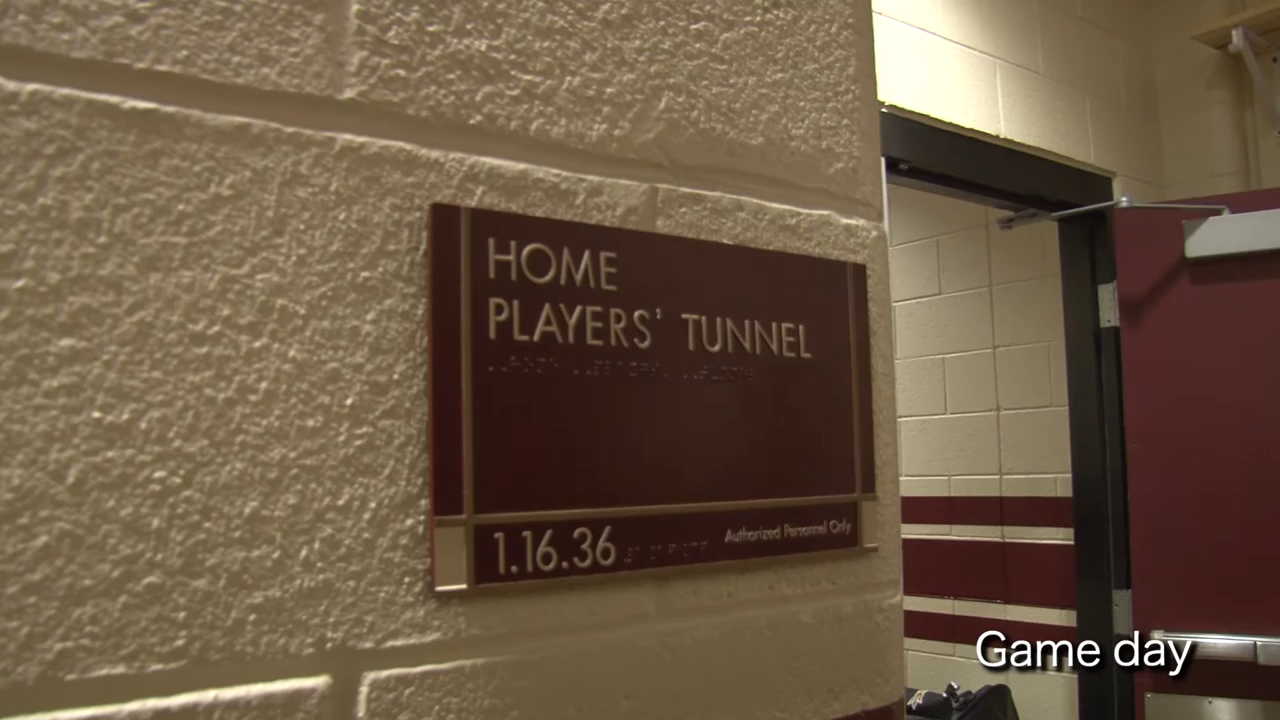 HOME
PLAYERS' TUNNEL
1.16.36
Authorized Personnel Only
Game day